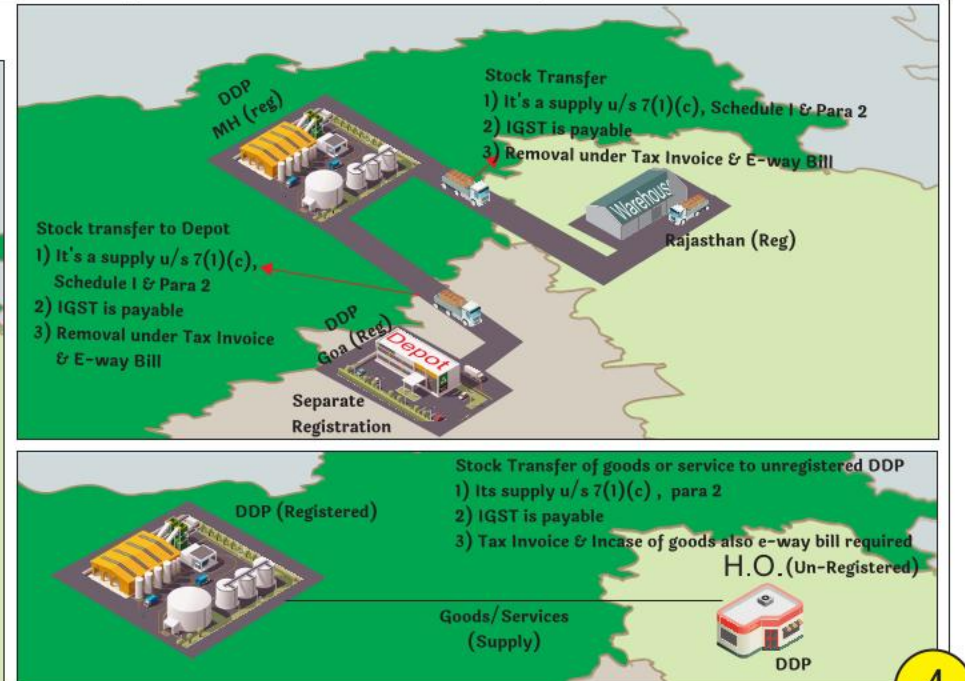 DDP
MH (reg)
Stock Transfer
1) It's a supply u/s 7(1)(c), Schedule I & Para 2
2) IGST is payable
3) Removal under Tax Invoice & E-way Bill
Warehouse
Rajasthan (Reg)
Stock transfer to Depot
1) It's a supply u/s 7(1)(c),
Schedule I & Para 2
2) IGST is payable
3) Removal under Tax Invoice
& E-way Bill
DDP
Goa (Reg)
Depot
Separate
Registration
Stock Transfer of goods or service to unregistered DDP
1) Its supply u/s 7(1)(c) , para 2
2) IGST is payable
3) Tax Invoice & Incase of goods also e-way bill required
DDP (Registered)
H.O. (Un-Registered)
Goods/Services
(Supply)
DDP
4